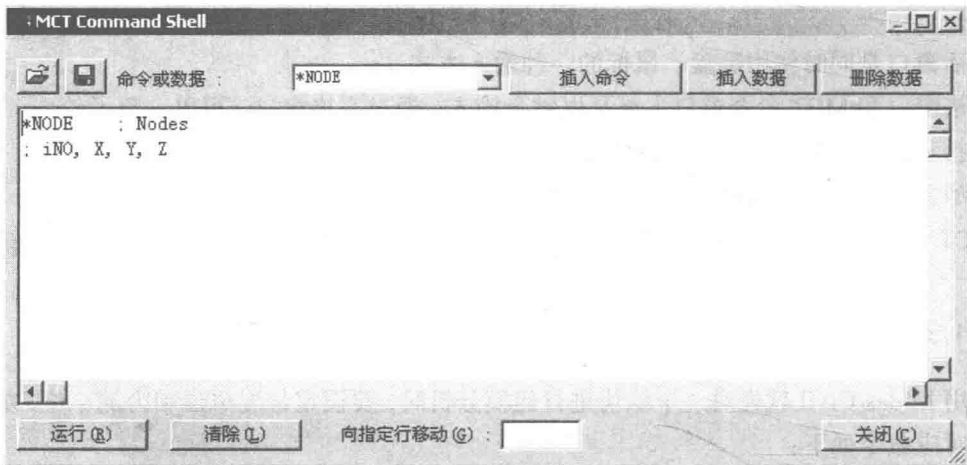 MCT Command Shell
命令或数据 : *NODE 插入命令 插入数据 删除数据
*NODE ; Nodes
; iNO, X, Y, Z
运行(R) 清除(L) 向指定行移动(G) : 关闭(C)